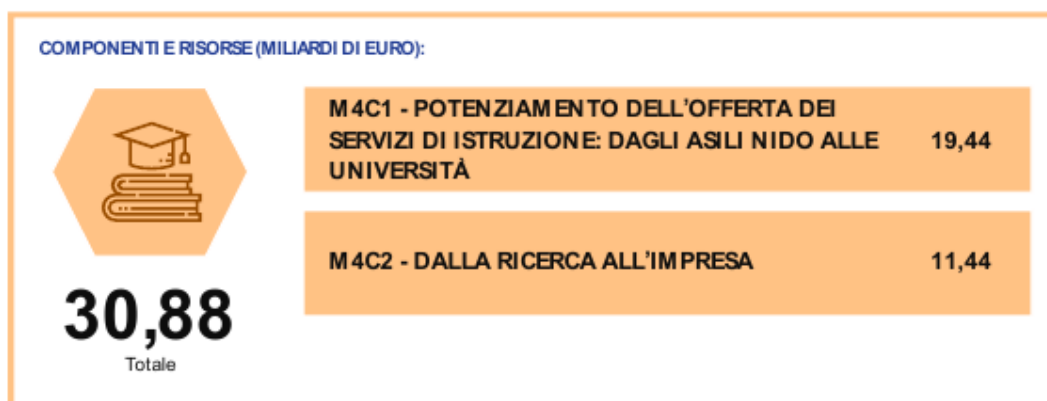 COMPONENTI E RISORSE (MILIARDI DI EURO):
M4C1 - POTENZIAMENTO DELL'OFFERTA DEI
SERVIZI DI ISTRUZIONE: DAGLI ASILI NIDO ALLE
UNIVERSITÀ
19,44
M4C2 - DALLA RICERCA ALL'IMPRESA
11,44
30,88
Totale